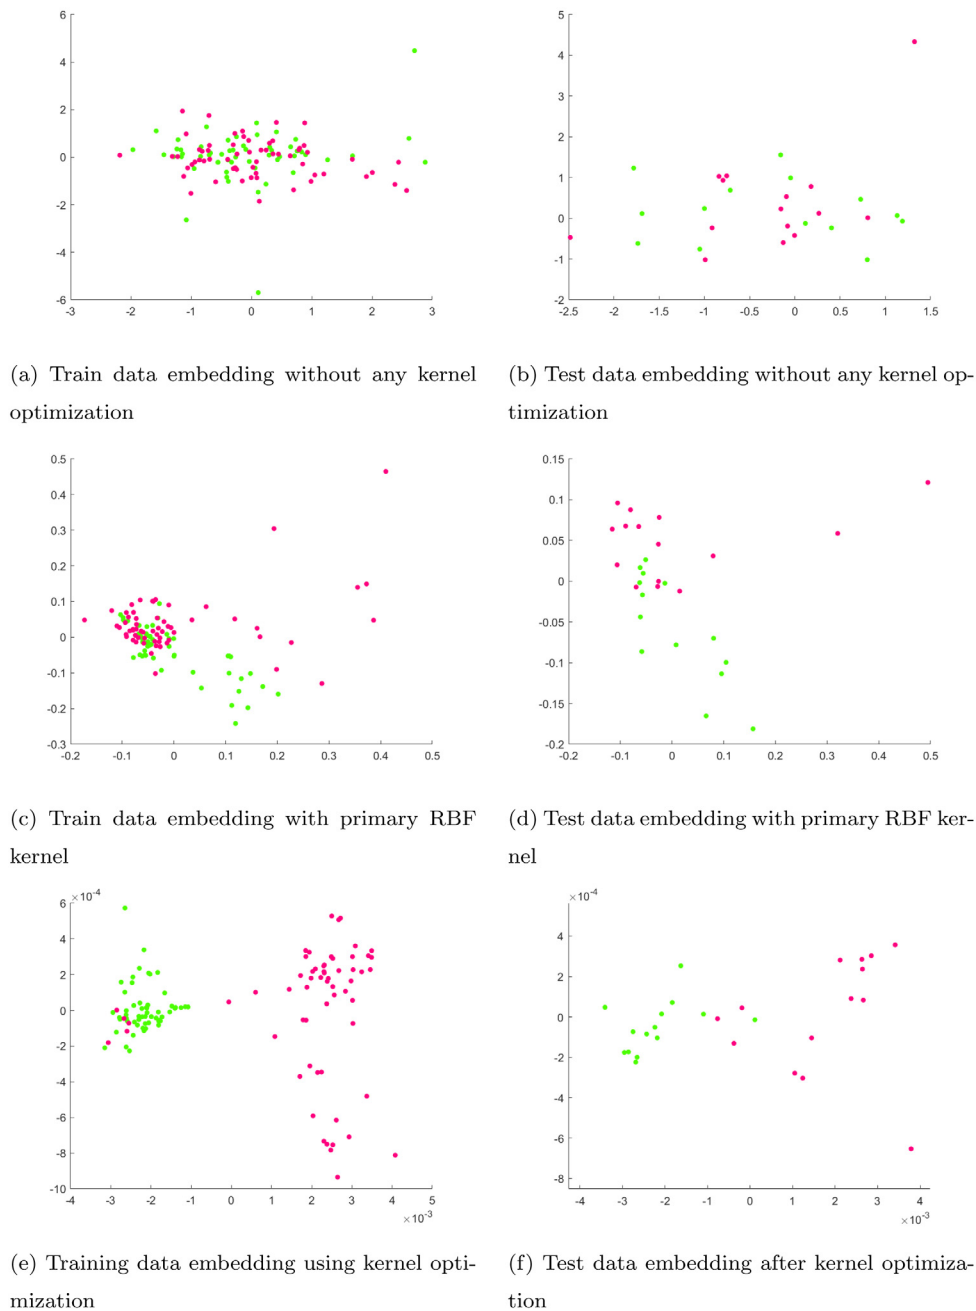 6
4
2
0
-2
-4
-6
-3 -2 -1 0 1 2 3
5
4
3
2
1
0
-1
-2
-2.5 -2 -1.5 -1 -0.5 0 0.5 1 1.5
(a) Train data embedding without any kernel
optimization
(b) Test data embedding without any kernel op-
timization
0.5
0.4
0.3
0.2
0.1
0
-0.1
-0.2
-0.3
-0.2 -0.1 0 0.1 0.2 0.3 0.4 0.5
0.15
0.1
0.05
0
-0.05
-0.1
-0.15
-0.2
-0.2 -0.1 0 0.1 0.2 0.3 0.4 0.5
(c) Train data embedding with primary RBF
kernel
(d) Test data embedding with primary RBF ker-
nel
×10⁻⁴
6
4
2
0
-2
-4
-6
-8
-10
-4 -3 -2 -1 0 1 2 3 4 5
×10⁻³
×10⁻⁴
4
2
0
-2
-4
-6
-8
-4 -3 -2 -1 0 1 2 3 4
×10⁻³
(e) Training data embedding using kernel opti-
mization
(f) Test data embedding after kernel optimiza-
tion